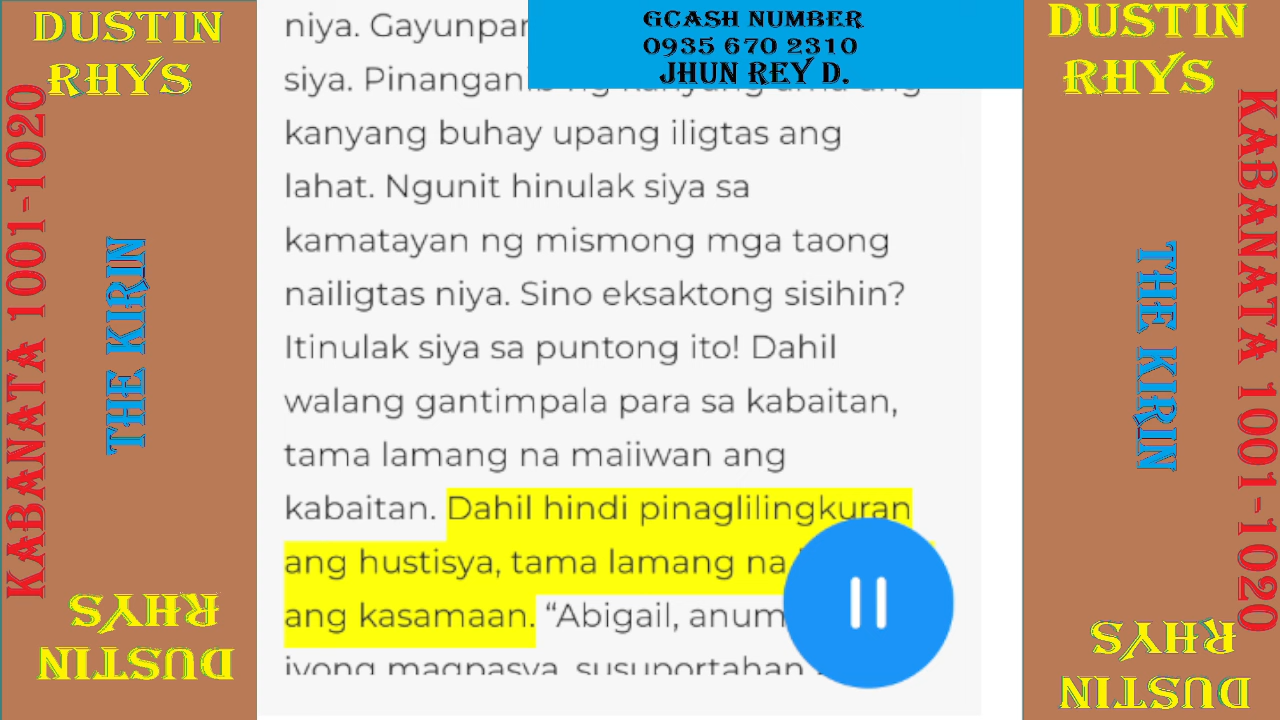 DUSTIN
RHYS
KABANATA 1001-1020
THE KIRIN
DUSTIN
RHYS
GCASH NUMBER
0935 670 2310
JHUN REY D.
niya.
siya.
kanyang buhay upang iligtas ang
lahat. Ngunit hinulak siya sa
kamatayan ng mismong mga taong
nailigtas niya. Sino eksaktong sisihin?
Itinulak siya sa puntong ito! Dahil
walang gantimpala para sa kabaitan,
tama lamang na maiiwan ang
kabaitan. Dahil hindi pinaglilingkuran
ang hustisya, tama lamang na
ang kasamaan. “Abigail,
iyong magpasya, susuportahan
DUSTIN
RHYS
KABANATA 1001-1020
THE KIRIN
DUSTIN
RHYS